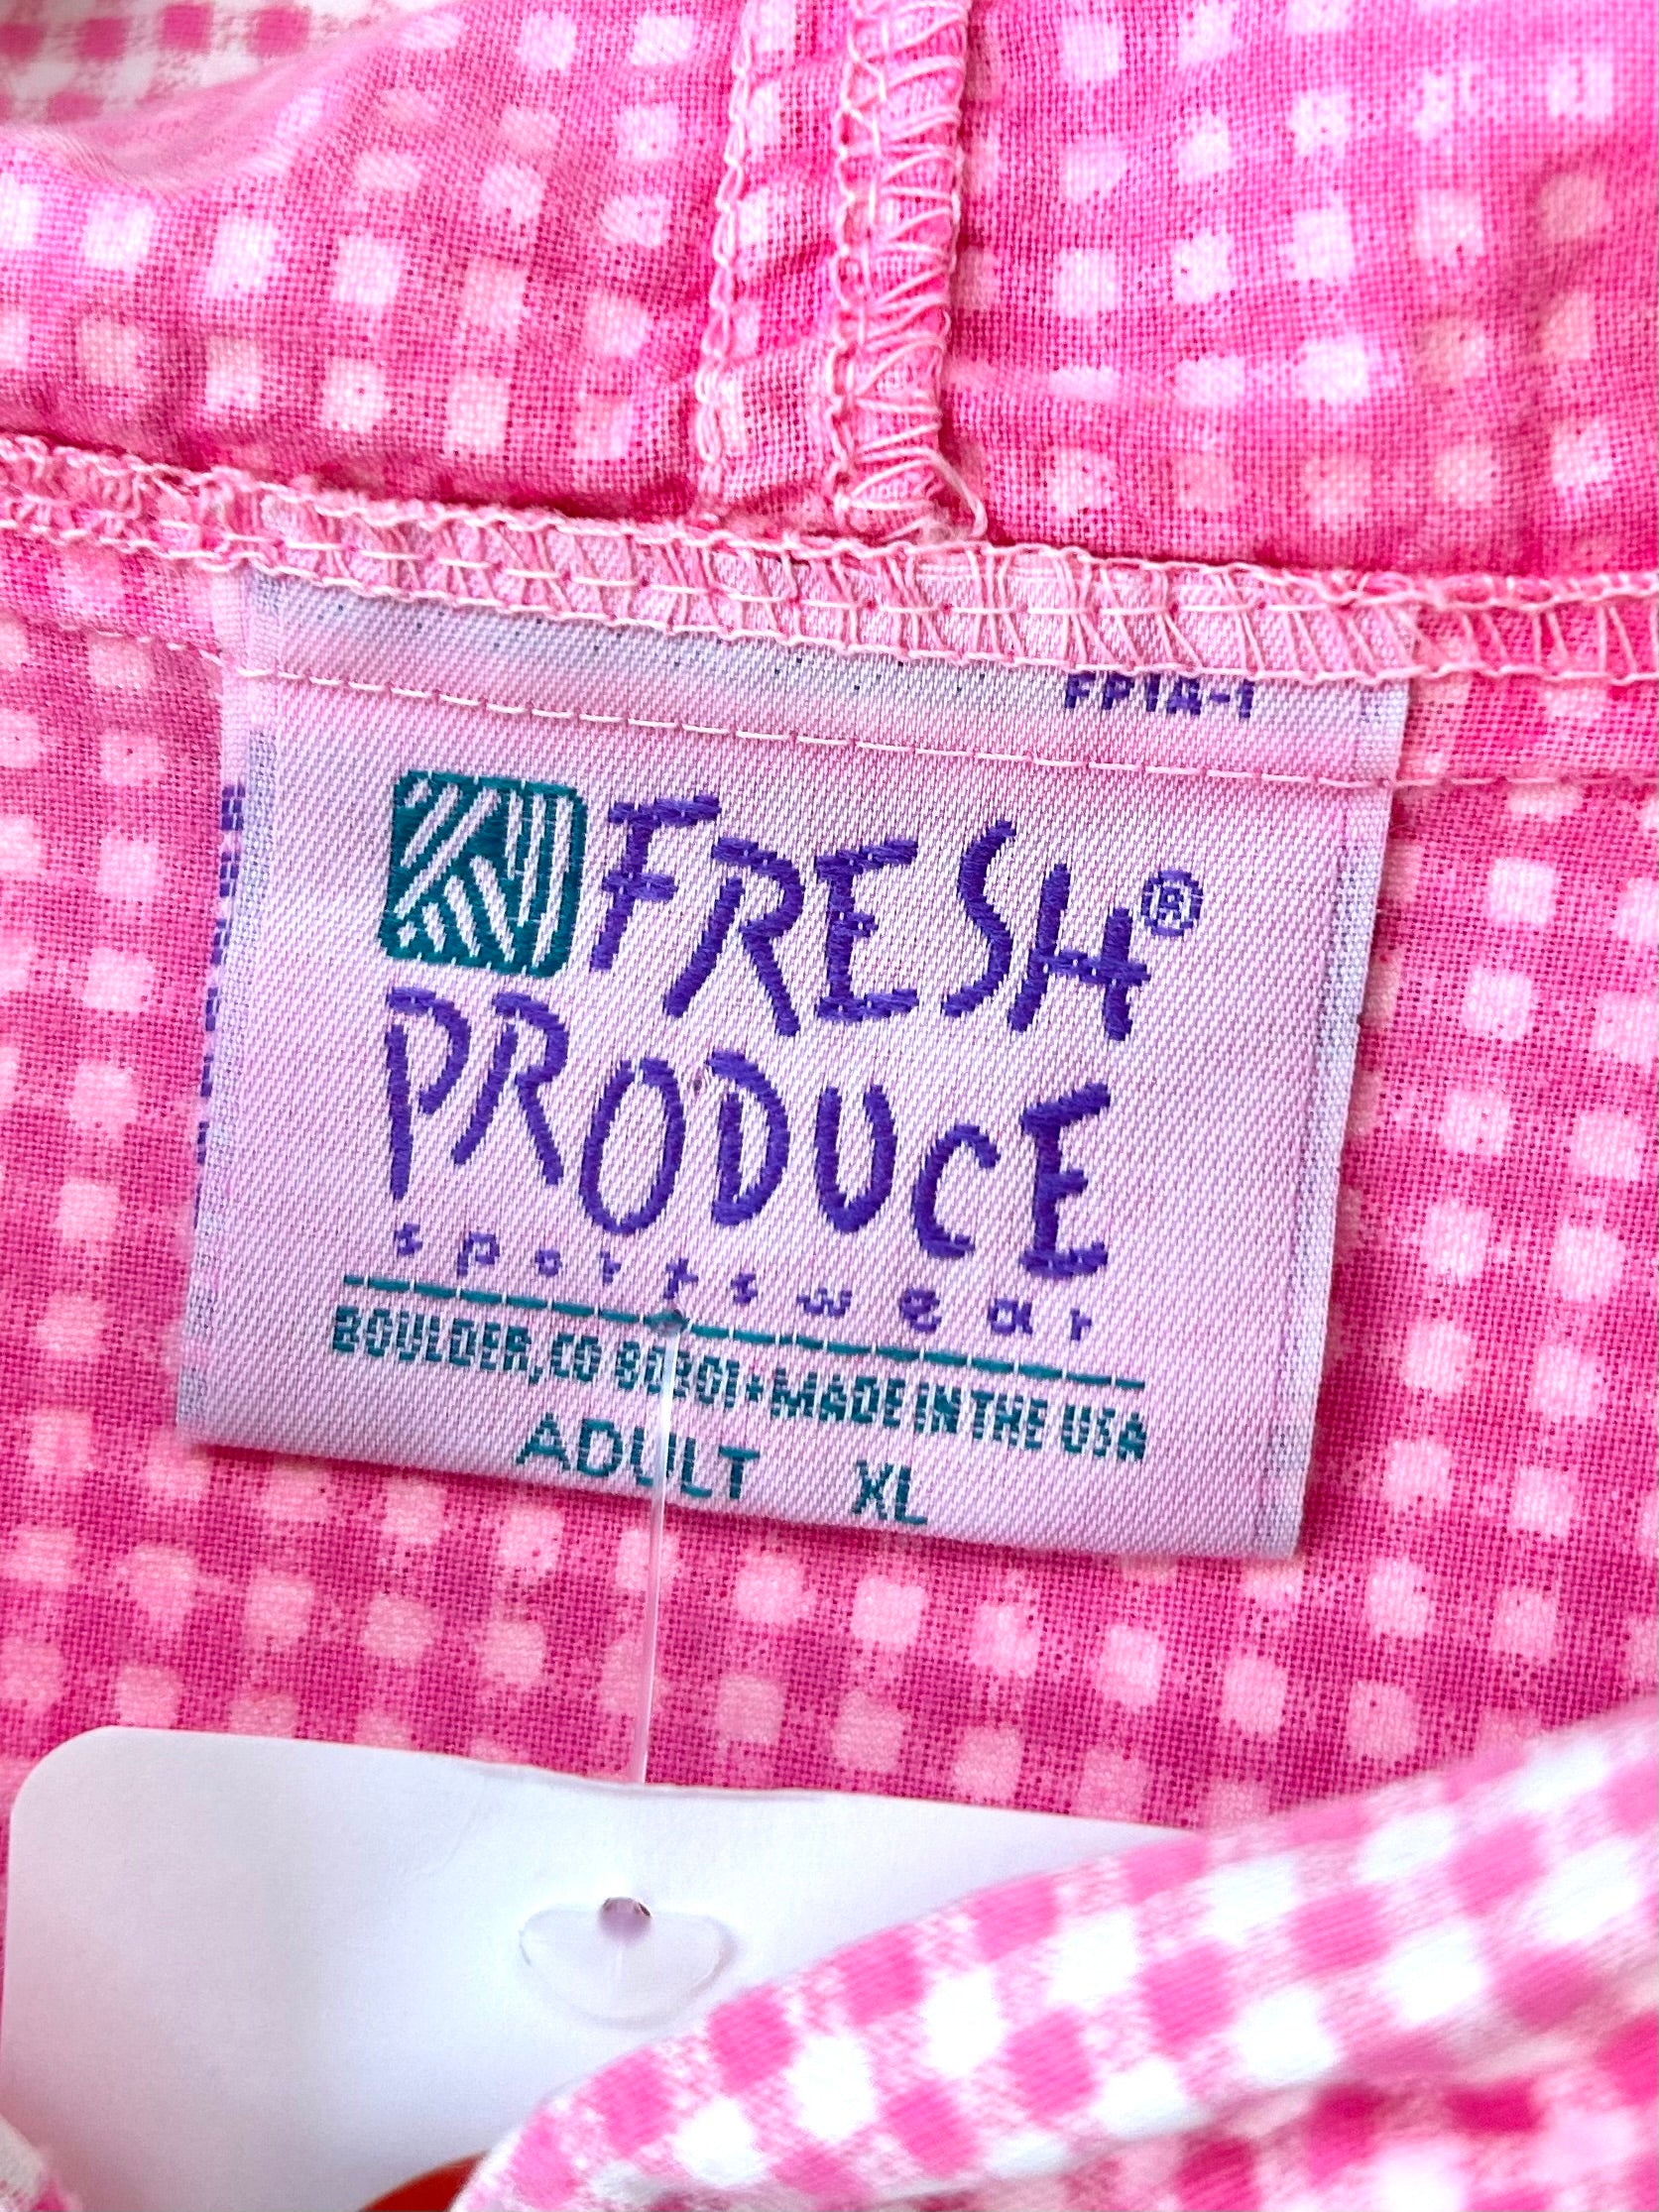 FP1A-1
FRESH®
PRODUCE
sportswear
BOULDER, CO 80301 • MADE IN THE USA
ADULT XL